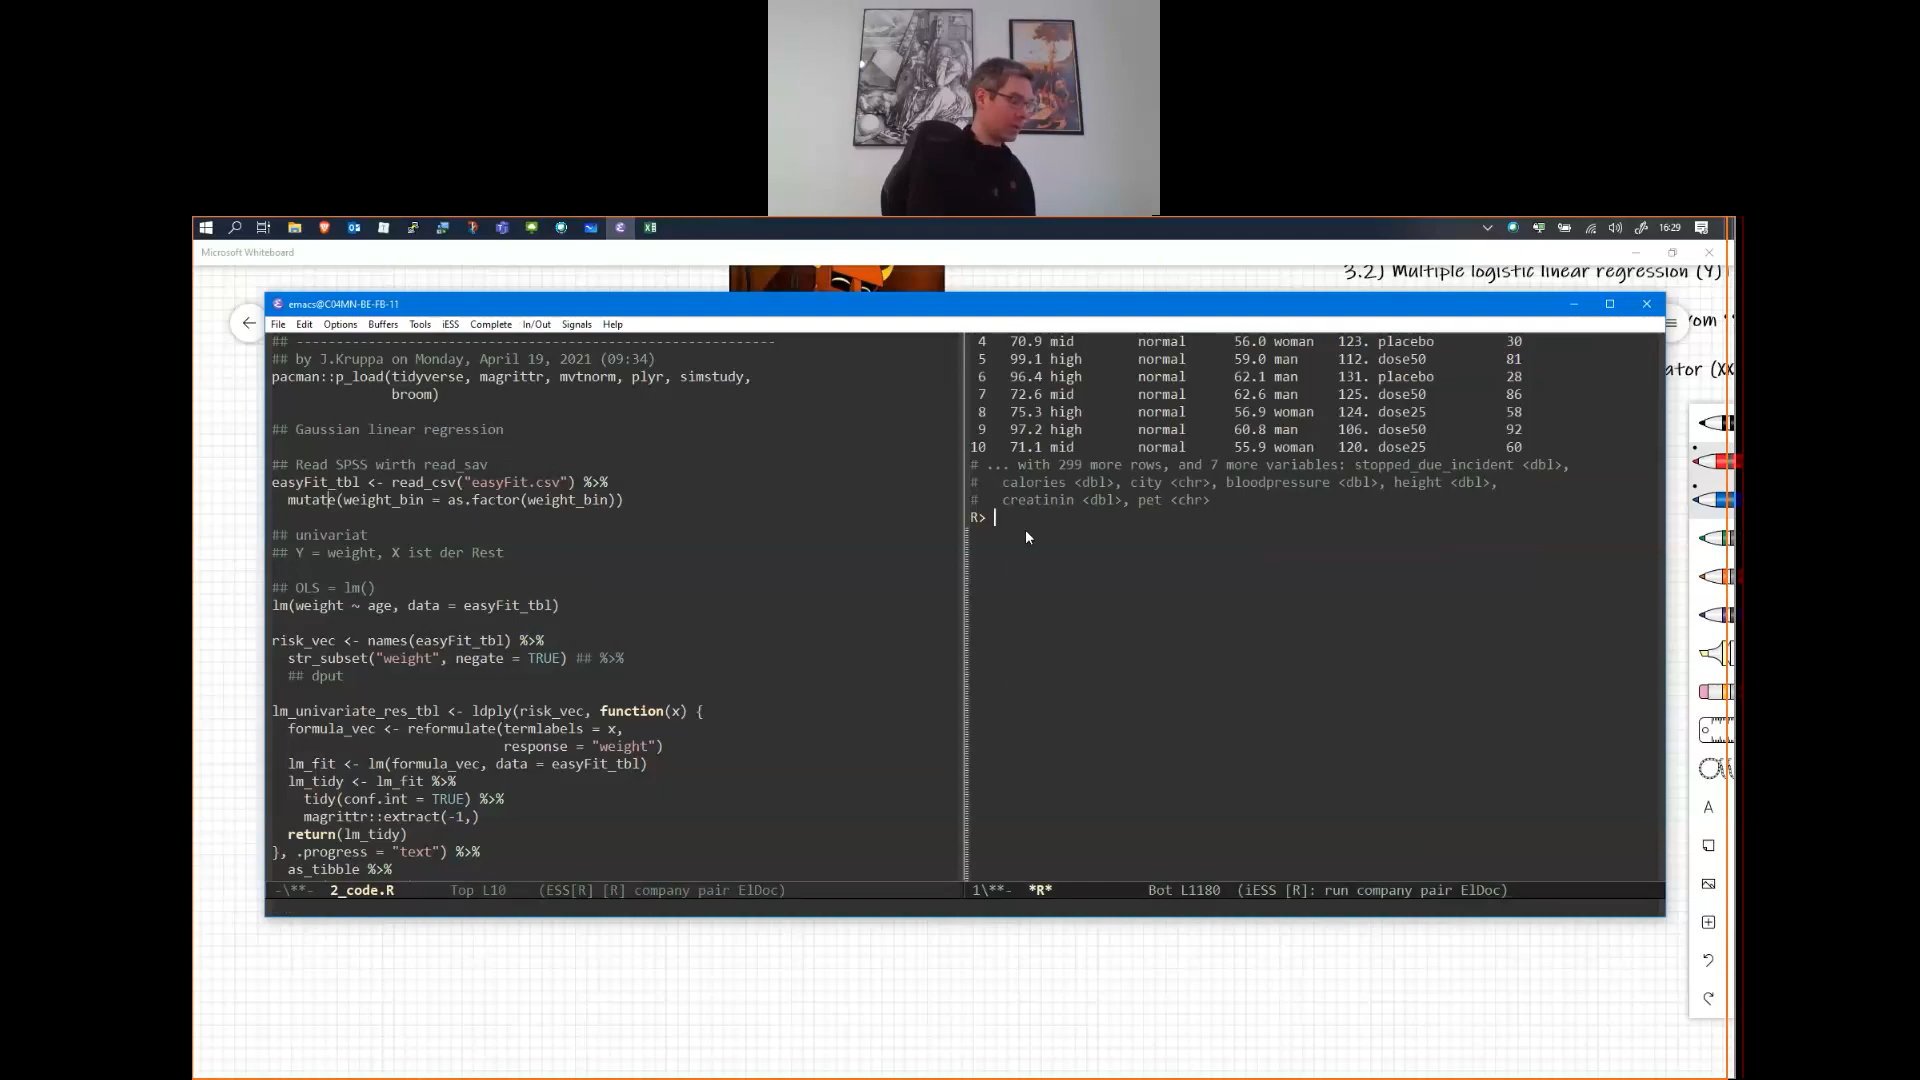 16:29
Microsoft Whiteboard
3.2) Multiple logistic linear regression (Y)
emacs@C04MN-BE-FB-11
File Edit Options Buffers Tools iESS Complete In/Out Signals Help
## -------------------------------------------------------------
## by J.Kruppa on Monday, April 19, 2021 (09:34)
pacman::p_load(tidyverse, magrittr, mvtnorm, plyr, simstudy,
broom)
## Gaussian linear regression
## Read SPSS wirth read_sav
easyFit_tbl <- read_csv("easyFit.csv") %>%
mutate(weight_bin = as.factor(weight_bin))
## univariat
## Y = weight, X ist der Rest
## OLS = lm()
lm(weight ~ age, data = easyFit_tbl)
risk_vec <- names(easyFit_tbl) %>%
str_subset("weight", negate = TRUE) ## %>%
## dput
lm_univariate_res_tbl <- ldply(risk_vec, function(x) {
formula_vec <- reformulate(termlabels = x,
response = "weight")
lm_fit <- lm(formula_vec, data = easyFit_tbl)
lm_tidy <- lm_fit %>%
tidy(conf.int = TRUE) %>%
magrittr::extract(-1,)
return(lm_tidy)
}, .progress = "text") %>%
as_tibble %>%
-\**- 2_code.R Top L10 (ESS[R] [R] company pair ElDoc)
4 70.9 mid normal 56.0 woman 123. placebo 30
5 99.1 high normal 59.0 man 112. dose50 81
6 96.4 high normal 62.1 man 131. placebo 28
7 72.6 mid normal 62.6 man 125. dose50 86
8 75.3 high normal 56.9 woman 124. dose25 58
9 97.2 high normal 60.8 man 106. dose50 92
10 71.1 mid normal 55.9 woman 120. dose25 60
# ... with 299 more rows, and 7 more variables: stopped_due_incident <dbl>,
# calories <dbl>, city <chr>, bloodpressure <dbl>, height <dbl>,
# creatinin <dbl>, pet <chr>
R>
1\**- *R* Bot L1180 (iESS [R]: run company pair ElDoc)
ator (XX